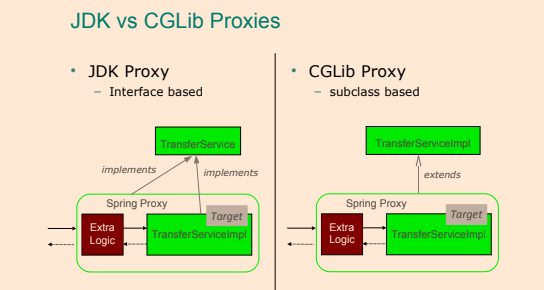 JDK vs CGLib Proxies
• JDK Proxy
– Interface based
TransferService
implements
implements
Spring Proxy
Target
Extra
Logic
TransferServiceImpl
• CGLib Proxy
– subclass based
TransferServiceImpl
extends
Spring Proxy
Target
Extra
Logic
TransferServiceImpl